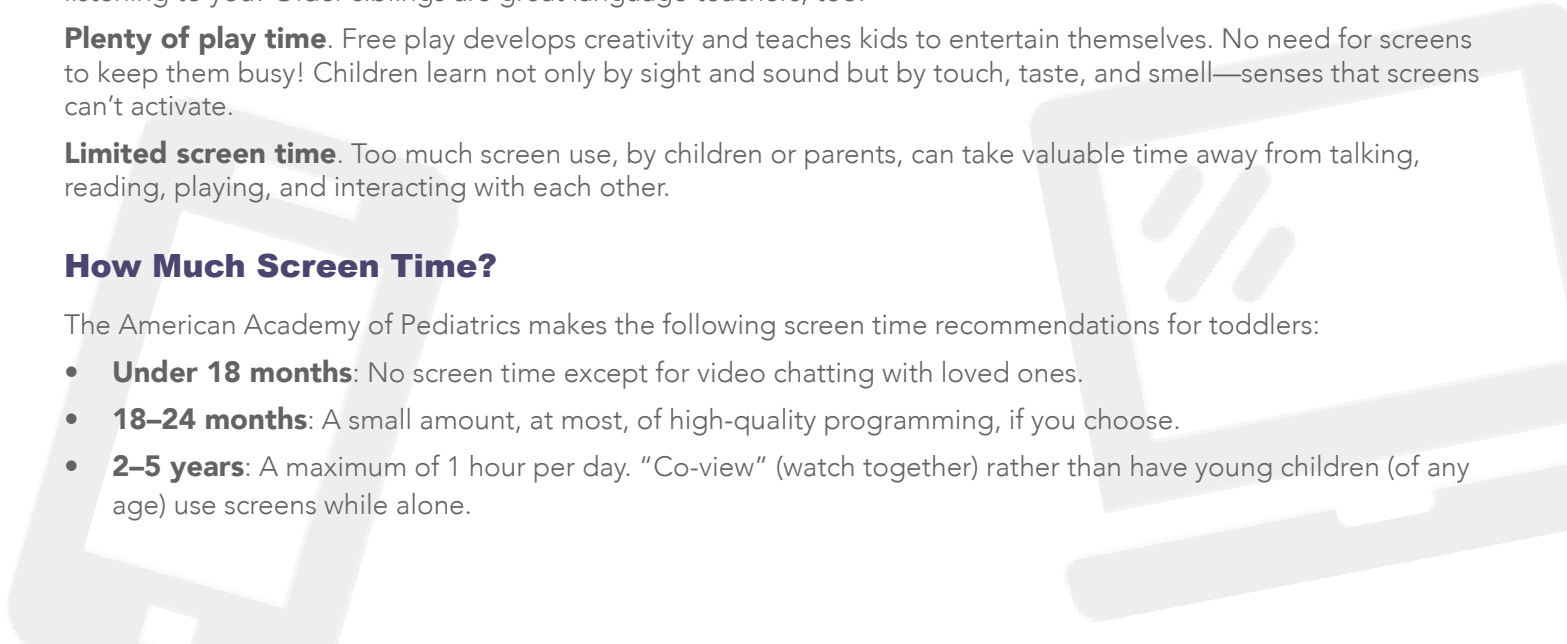 Plenty of play time. Free play develops creativity and teaches kids to entertain themselves. No need for screens
to keep them busy! Children learn not only by sight and sound but by touch, taste, and smell—senses that screens
can't activate.
Limited screen time. Too much screen use, by children or parents, can take valuable time away from talking,
reading, playing, and interacting with each other.
How Much Screen Time?
The American Academy of Pediatrics makes the following screen time recommendations for toddlers:
• Under 18 months: No screen time except for video chatting with loved ones.
• 18–24 months: A small amount, at most, of high-quality programming, if you choose.
• 2–5 years: A maximum of 1 hour per day. “Co-view” (watch together) rather than have young children (of any
age) use screens while alone.